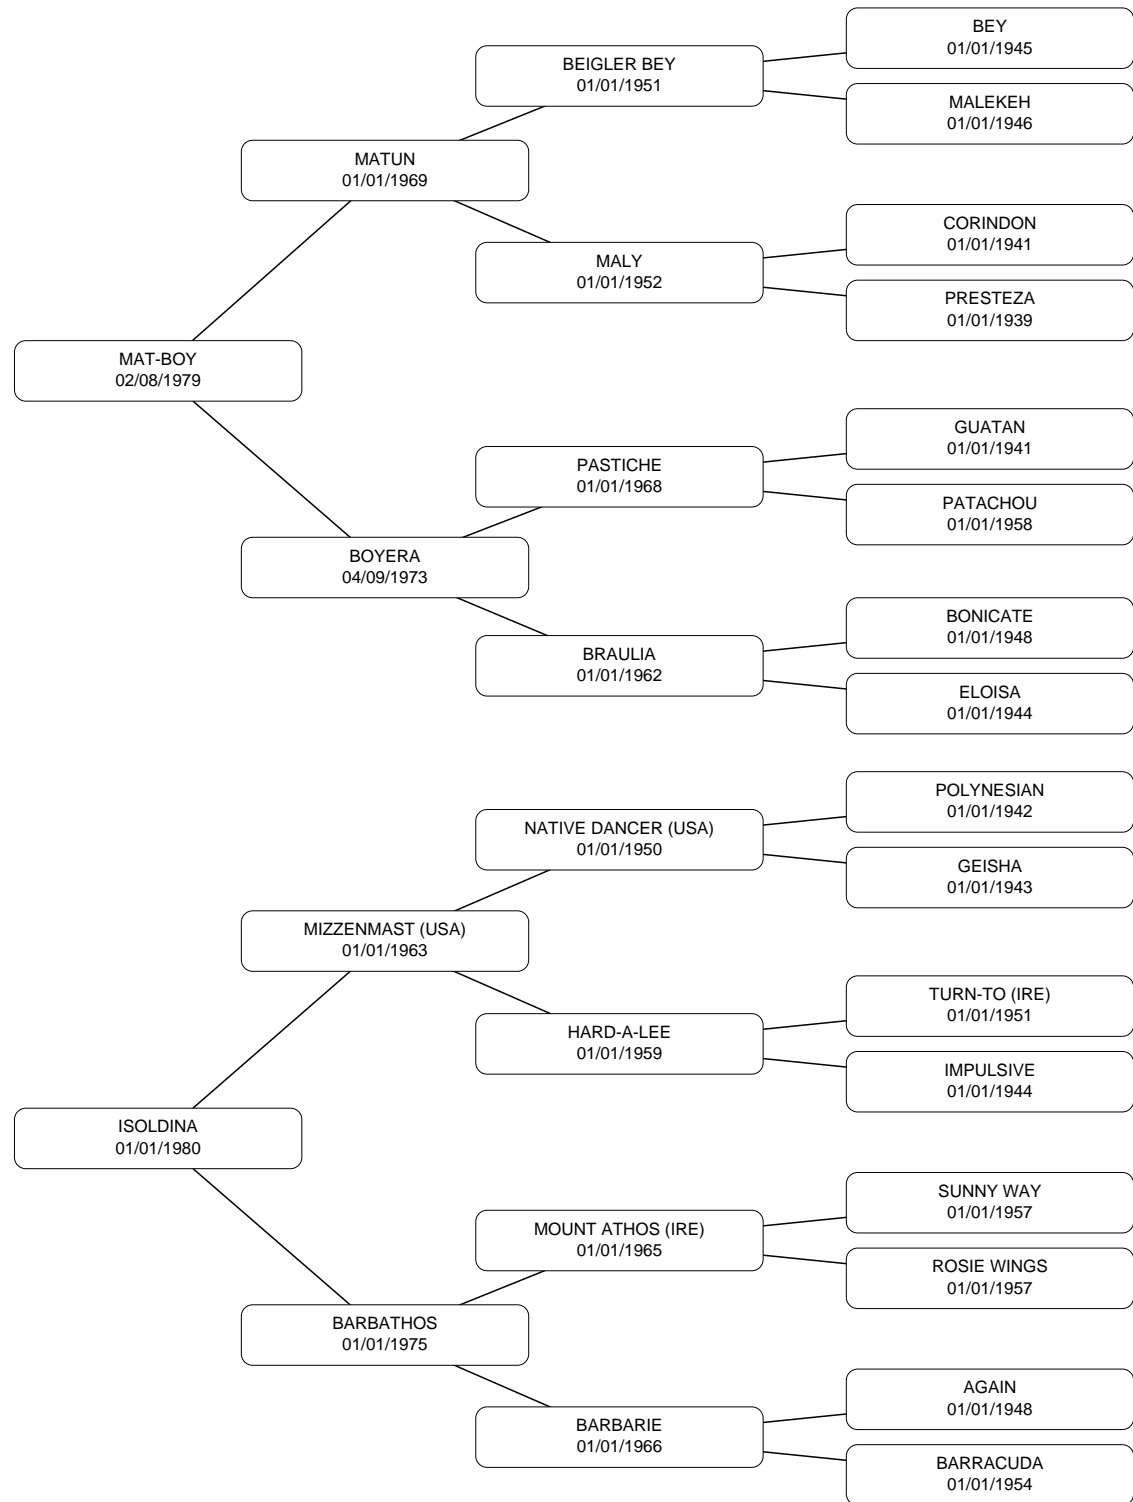 BEY
01/01/1945
BEIGLER BEY
01/01/1951
MALEKEH
01/01/1946
MATUN
01/01/1969
CORINDON
01/01/1941
MALY
01/01/1952
PRESTEZA
01/01/1939
MAT-BOY
02/08/1979
GUATAN
01/01/1941
PASTICHE
01/01/1968
PATACHOU
01/01/1958
BOYERA
04/09/1973
BONICATE
01/01/1948
BRAULIA
01/01/1962
ELOISA
01/01/1944
POLYNESIAN
01/01/1942
NATIVE DANCER (USA)
01/01/1950
GEISHA
01/01/1943
MIZZENMAST (USA)
01/01/1963
TURN-TO (IRE)
01/01/1951
HARD-A-LEE
01/01/1959
IMPULSIVE
01/01/1944
ISOLDINA
01/01/1980
SUNNY WAY
01/01/1957
MOUNT ATHOS (IRE)
01/01/1965
ROSIE WINGS
01/01/1957
BARBATHOS
01/01/1975
AGAIN
01/01/1948
BARBARIE
01/01/1966
BARRACUDA
01/01/1954